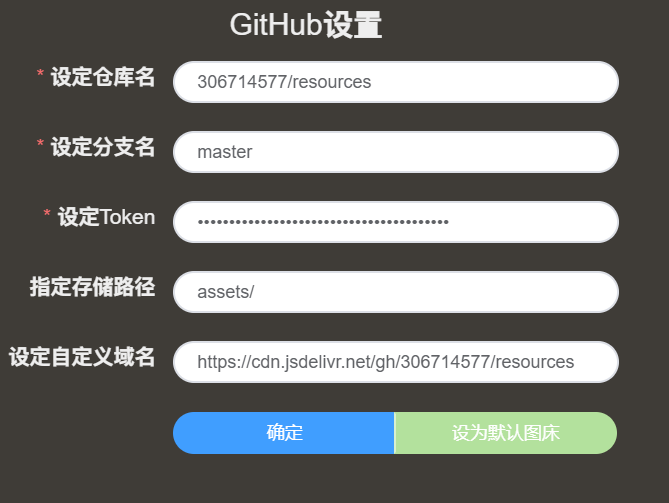 GitHub设置
* 设定仓库名
306714577/resources
* 设定分支名
master
* 设定Token
••••••••••••••••••••••••••••••••••••••••
指定存储路径
assets/
设定自定义域名
https://cdn.jsdelivr.net/gh/306714577/resources
确定
设为默认图床